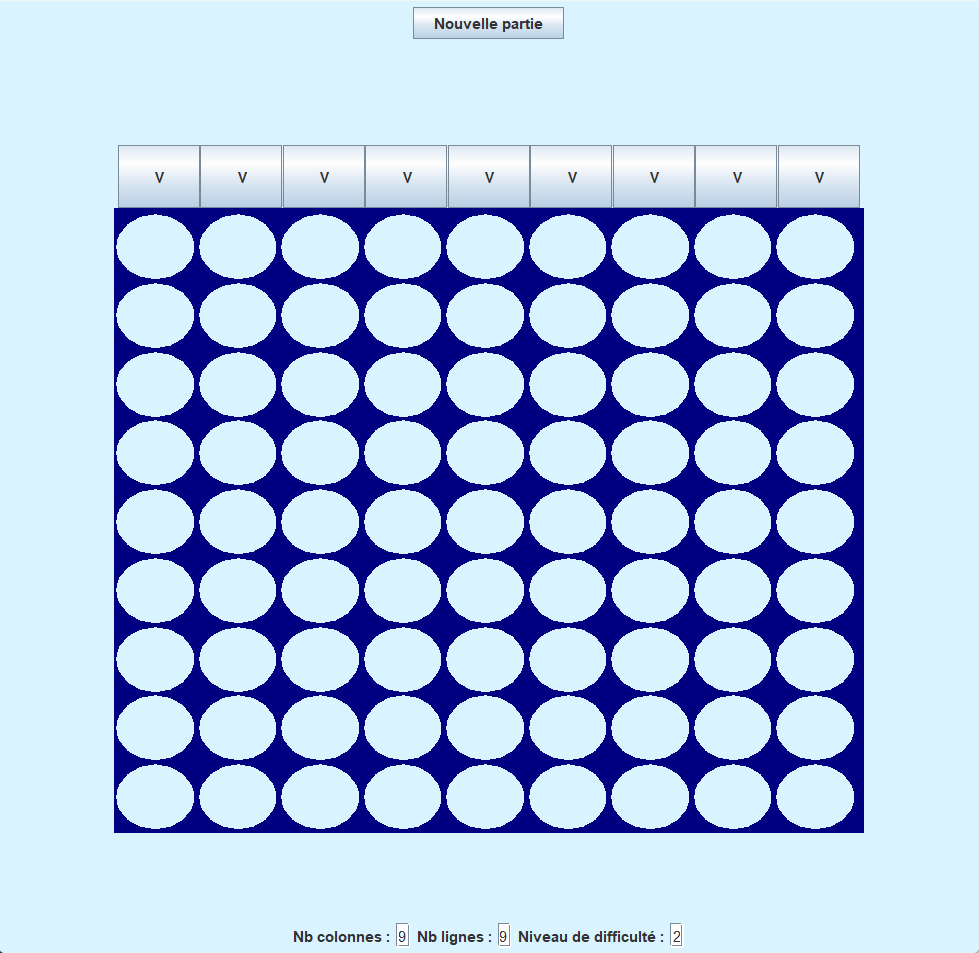 Nouvelle partie
V V V V V V V V V
Nb colonnes : 9 Nb lignes : 9 Niveau de difficulté : 2